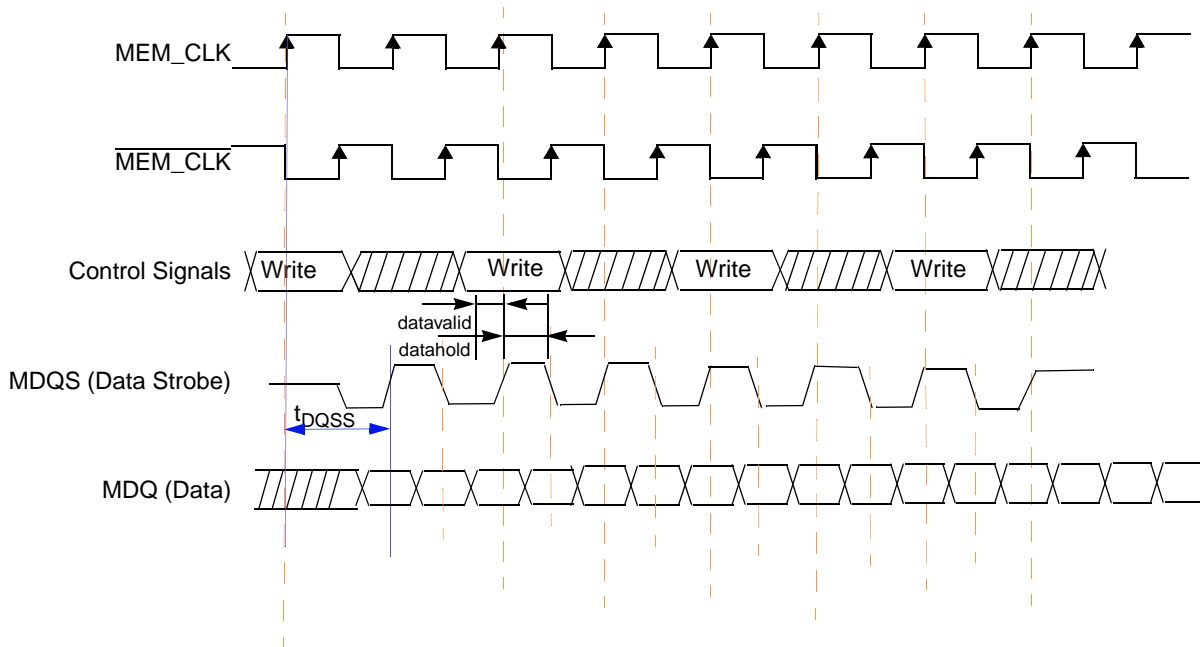 MEM_CLK
MEM_CLK
Control Signals
Write
Write
Write
Write
datavalid
datahold
MDQS (Data Strobe)
tDQSS
MDQ (Data)